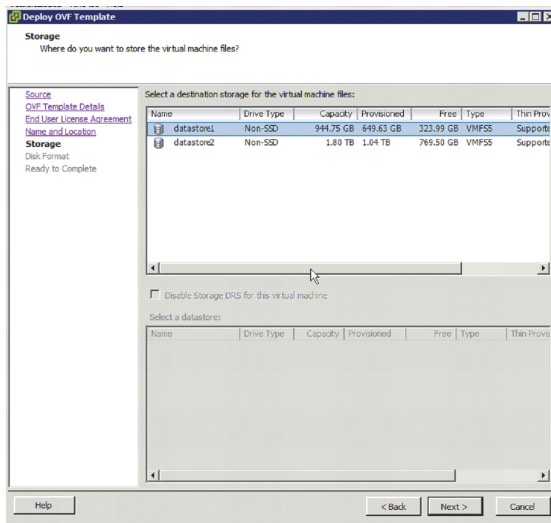 Deploy OVF Template
Storage
Where do you want to store the virtual machine files?
Source
OVF Template Details
End User License Agreement
Name and Location
Storage
Disk Format
Ready to Complete
Select a destination storage for the virtual machine files:
Name Drive Type Capacity Provisioned Free Type Thin Prov
datastore1 Non-SSD 944.75 GB 649.63 GB 323.99 GB VMFS5 Supporte
datastore2 Non-SSD 1.80 TB 1.04 TB 769.50 GB VMFS5 Supporte
Disable Storage DRS for this virtual machine
Select a datastore:
Name Drive Type Capacity Provisioned Free Type Thin Provis
Help < Back Next > Cancel